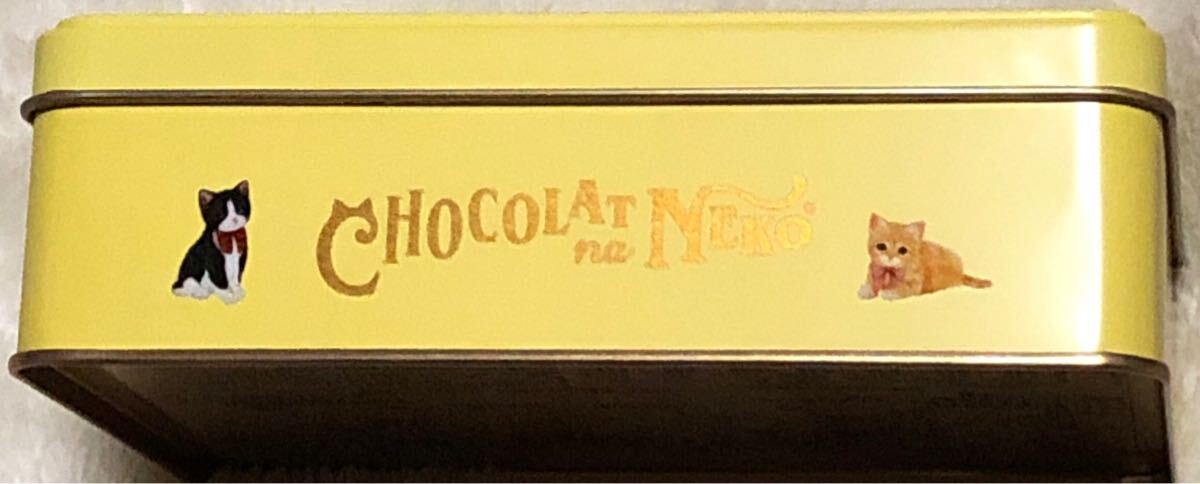 CHOCOLAT na NEKO